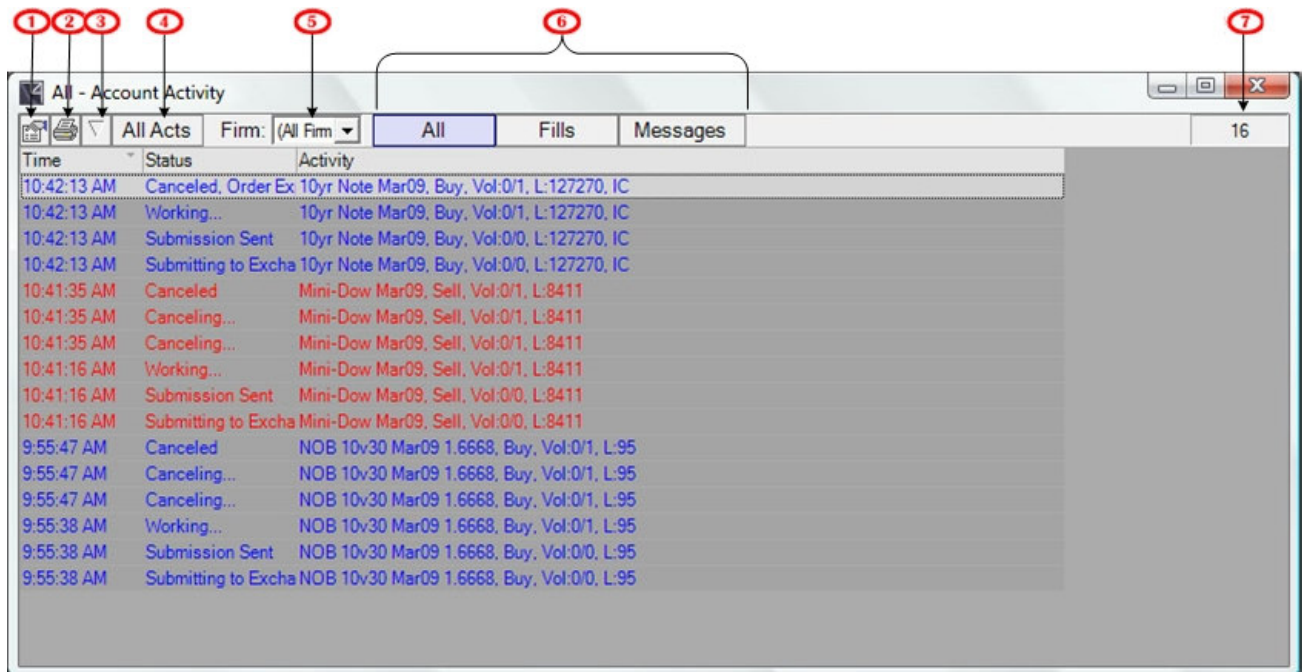 1 2 3 4 5 6 7
All - Account Activity
All Acts Firm: (All Firm All Fills Messages 16
Time Status Activity
10:42:13 AM Canceled, Order Ex 10yr Note Mar09, Buy, Vol:0/1, L:127270, IC
10:42:13 AM Working... 10yr Note Mar09, Buy, Vol:0/1, L:127270, IC
10:42:13 AM Submission Sent 10yr Note Mar09, Buy, Vol:0/0, L:127270, IC
10:42:13 AM Submitting to Excha 10yr Note Mar09, Buy, Vol:0/0, L:127270, IC
10:41:35 AM Canceled Mini-Dow Mar09, Sell, Vol:0/1, L:8411
10:41:35 AM Canceling... Mini-Dow Mar09, Sell, Vol:0/1, L:8411
10:41:35 AM Canceling... Mini-Dow Mar09, Sell, Vol:0/1, L:8411
10:41:16 AM Working... Mini-Dow Mar09, Sell, Vol:0/1, L:8411
10:41:16 AM Submission Sent Mini-Dow Mar09, Sell, Vol:0/0, L:8411
10:41:16 AM Submitting to Excha Mini-Dow Mar09, Sell, Vol:0/0, L:8411
9:55:47 AM Canceled NOB 10v30 Mar09 1.6668, Buy, Vol:0/1, L:95
9:55:47 AM Canceling... NOB 10v30 Mar09 1.6668, Buy, Vol:0/1, L:95
9:55:47 AM Canceling... NOB 10v30 Mar09 1.6668, Buy, Vol:0/1, L:95
9:55:38 AM Working... NOB 10v30 Mar09 1.6668, Buy, Vol:0/1, L:95
9:55:38 AM Submission Sent NOB 10v30 Mar09 1.6668, Buy, Vol:0/0, L:95
9:55:38 AM Submitting to Excha NOB 10v30 Mar09 1.6668, Buy, Vol:0/0, L:95